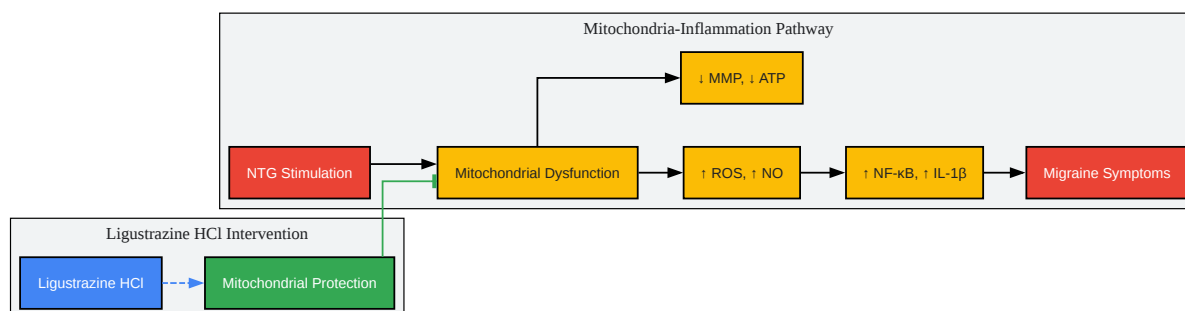 Mitochondria-Inflammation Pathway
↓ MMP, ↓ ATP
NTG Stimulation
Mitochondrial Dysfunction
↑ ROS, ↑ NO
↑ NF-κB, ↑ IL-1β
Migraine Symptoms
Ligustrazine HCl Intervention
Ligustrazine HCl
Mitochondrial Protection